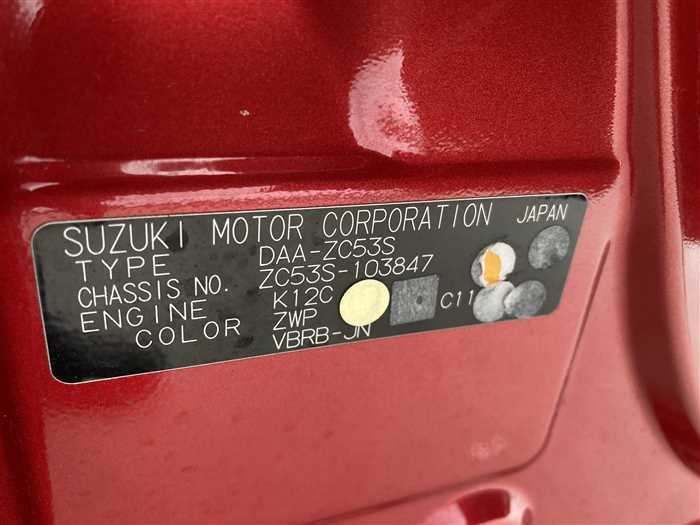 SUZUKI MOTOR CORPORATION JAPAN
TYPE DAA-ZC53S
CHASSIS NO. ZC53S-103847
ENGINE K12C C11
COLOR ZWP
VBRB-JN